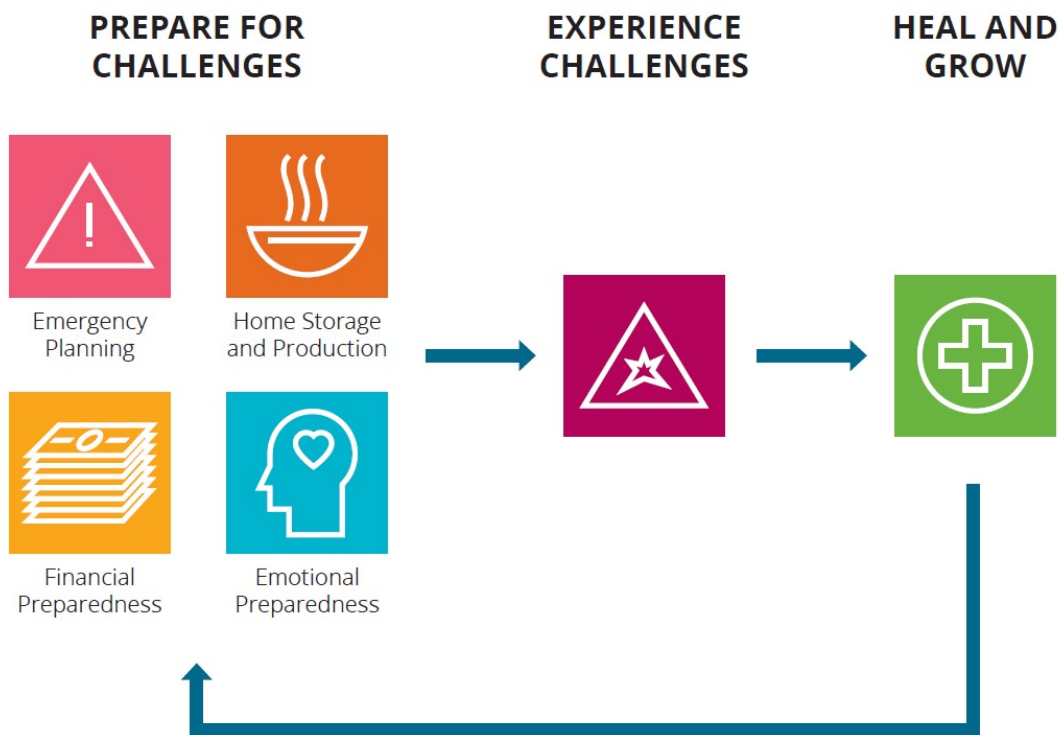 PREPARE FOR
CHALLENGES
EXPERIENCE
CHALLENGES
HEAL AND
GROW
Emergency
Planning
Home Storage
and Production
Financial
Preparedness
Emotional
Preparedness